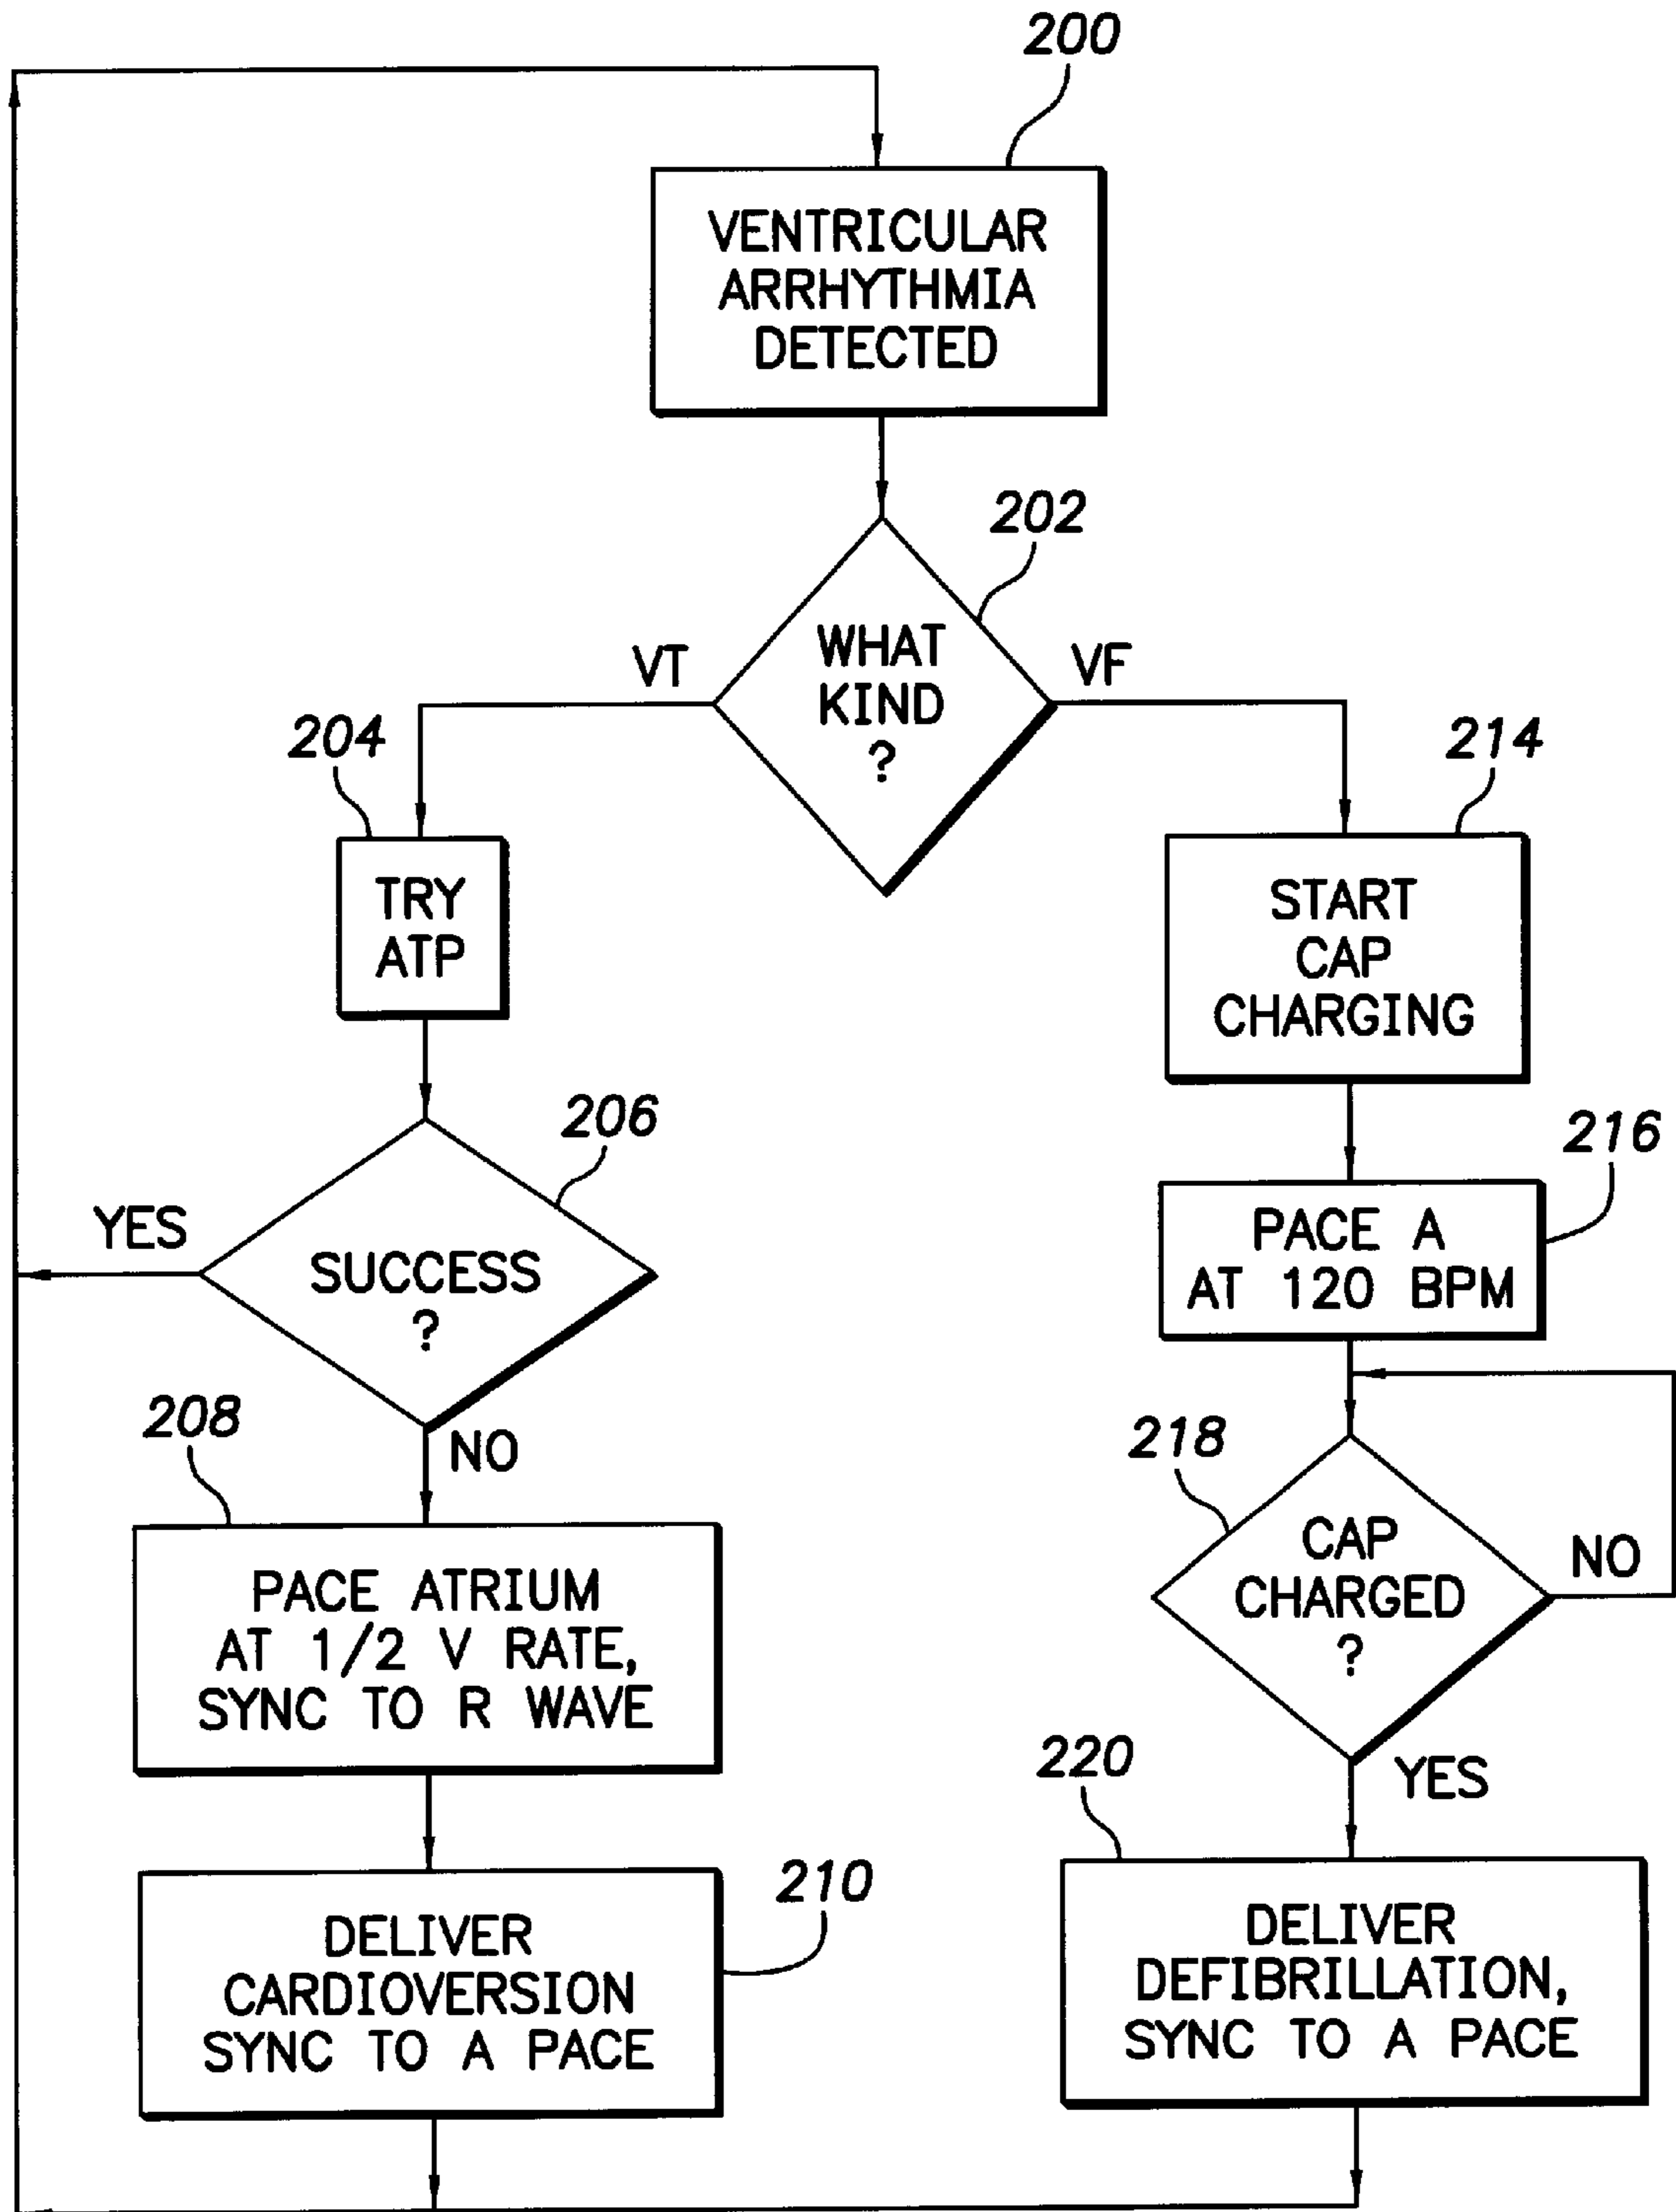 200
VENTRICULAR
ARRHYTHMIA
DETECTED
202
WHAT
KIND
?
VT
VF
204
TRY
ATP
214
START
CAP
CHARGING
206
SUCCESS
?
YES
NO
216
PACE A
AT 120 BPM
208
PACE ATRIUM
AT 1/2 V RATE,
SYNC TO R WAVE
218
CAP
CHARGED
?
NO
YES
210
DELIVER
CARDIOVERSION
SYNC TO A PACE
220
DELIVER
DEFIBRILLATION,
SYNC TO A PACE